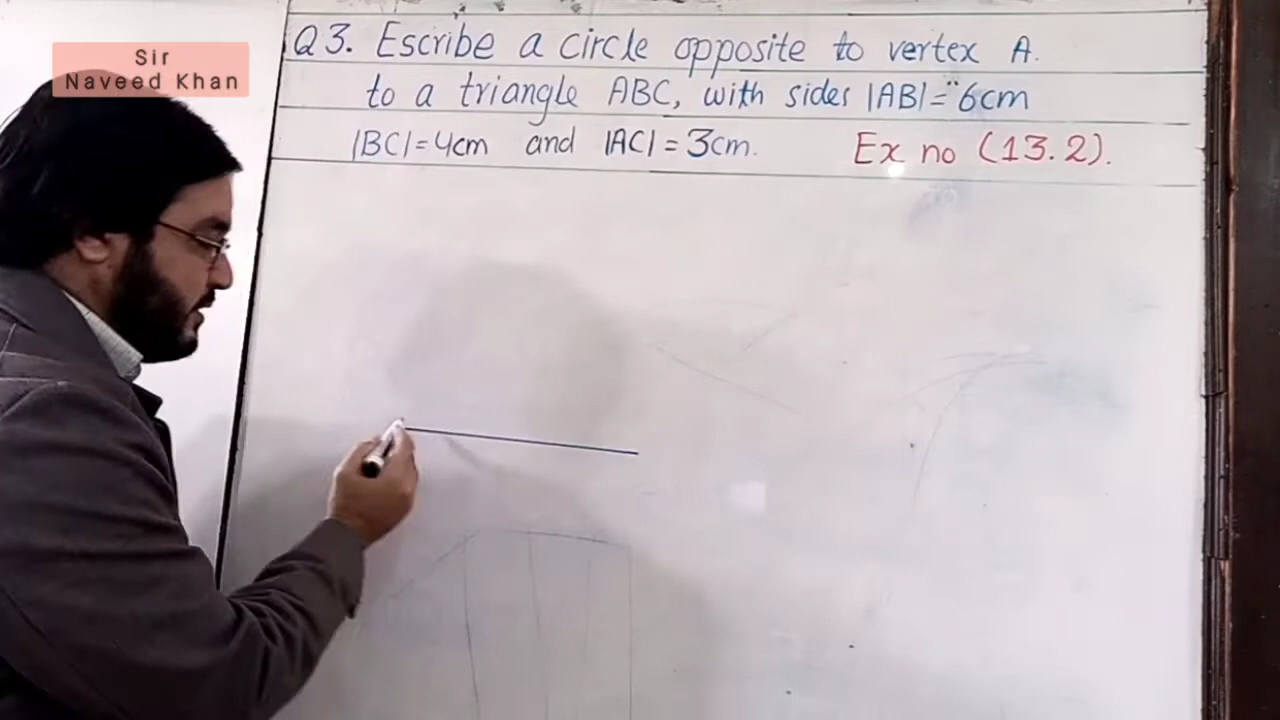 Sir
Naveed Khan
Q3. Escribe a circle opposite to vertex A.
to a triangle ABC, with sides |AB| = 6cm
|BC| = 4cm and |AC| = 3cm. Ex no (13.2).